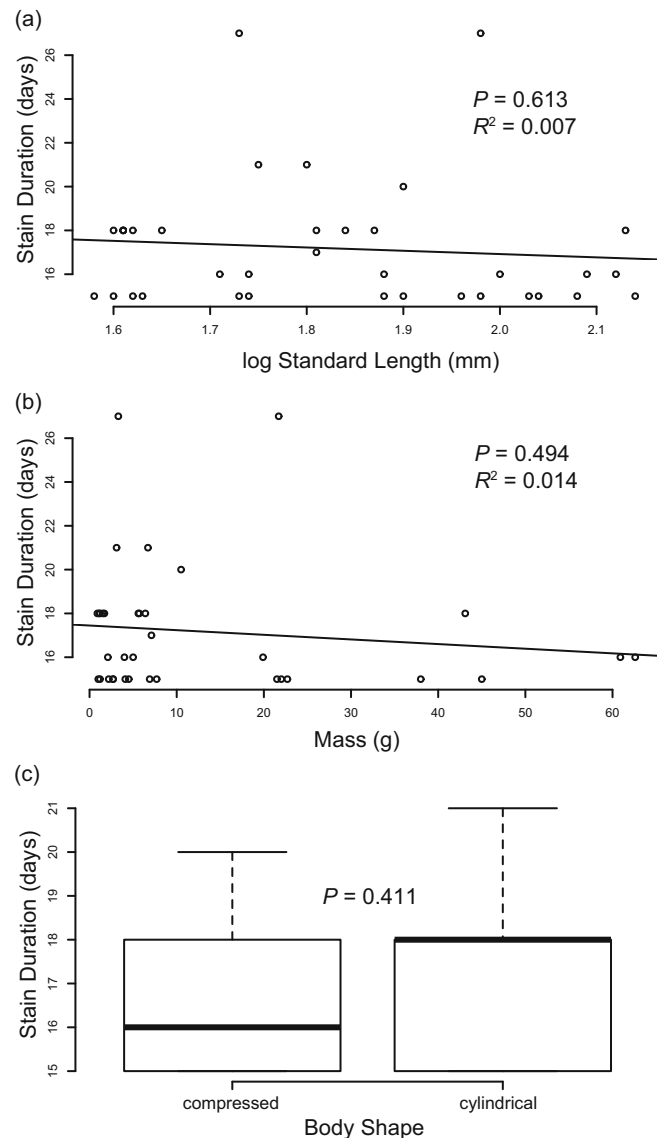 (a)
Stain Duration (days)
16 18 20 22 24 26
P = 0.613
R² = 0.007
1.6 1.7 1.8 1.9 2.0 2.1
log Standard Length (mm)
(b)
Stain Duration (days)
16 18 20 22 24 26
P = 0.494
R² = 0.014
0 10 20 30 40 50 60
Mass (g)
(c)
Stain Duration (days)
15 16 17 18 19 20 21
P = 0.411
compressed cylindrical
Body Shape